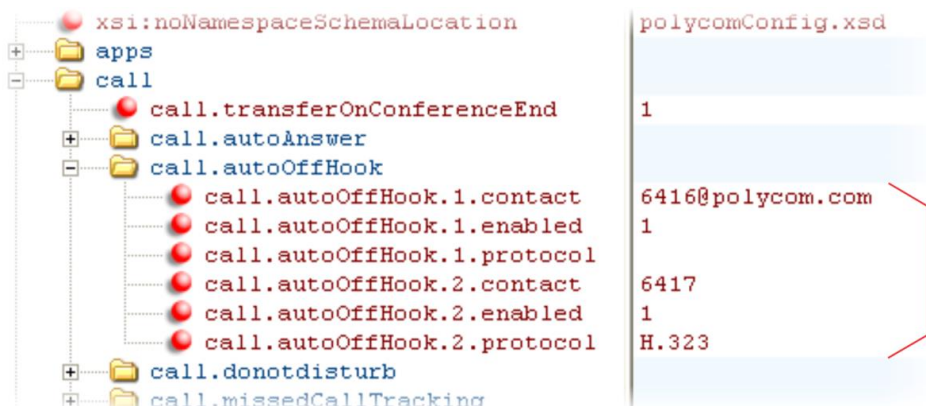 xsi:noNamespaceSchemaLocation polycomConfig.xsd
apps
call
call.transferOnConferenceEnd 1
call.autoAnswer
call.autoOffHook
call.autoOffHook.1.contact 6416@polycom.com
call.autoOffHook.1.enabled 1
call.autoOffHook.1.protocol
call.autoOffHook.2.contact 6417
call.autoOffHook.2.enabled 1
call.autoOffHook.2.protocol H.323
call.donotdisturb
call.missedCallTracking